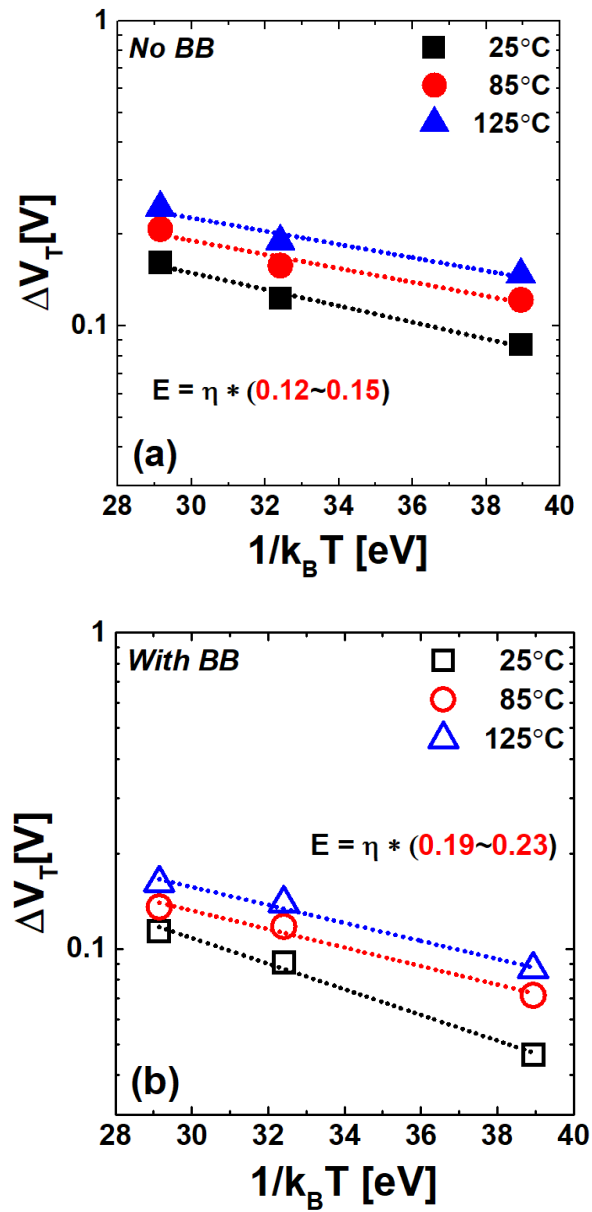 1
No BB
25°C
85°C
125°C
ΔV_T[V]
0.1
E = η * (0.12~0.15)
(a)
28 30 32 34 36 38 40
1/k_BT [eV]
1
With BB
25°C
85°C
125°C
E = η * (0.19~0.23)
ΔV_T[V]
0.1
(b)
28 30 32 34 36 38 40
1/k_BT [eV]